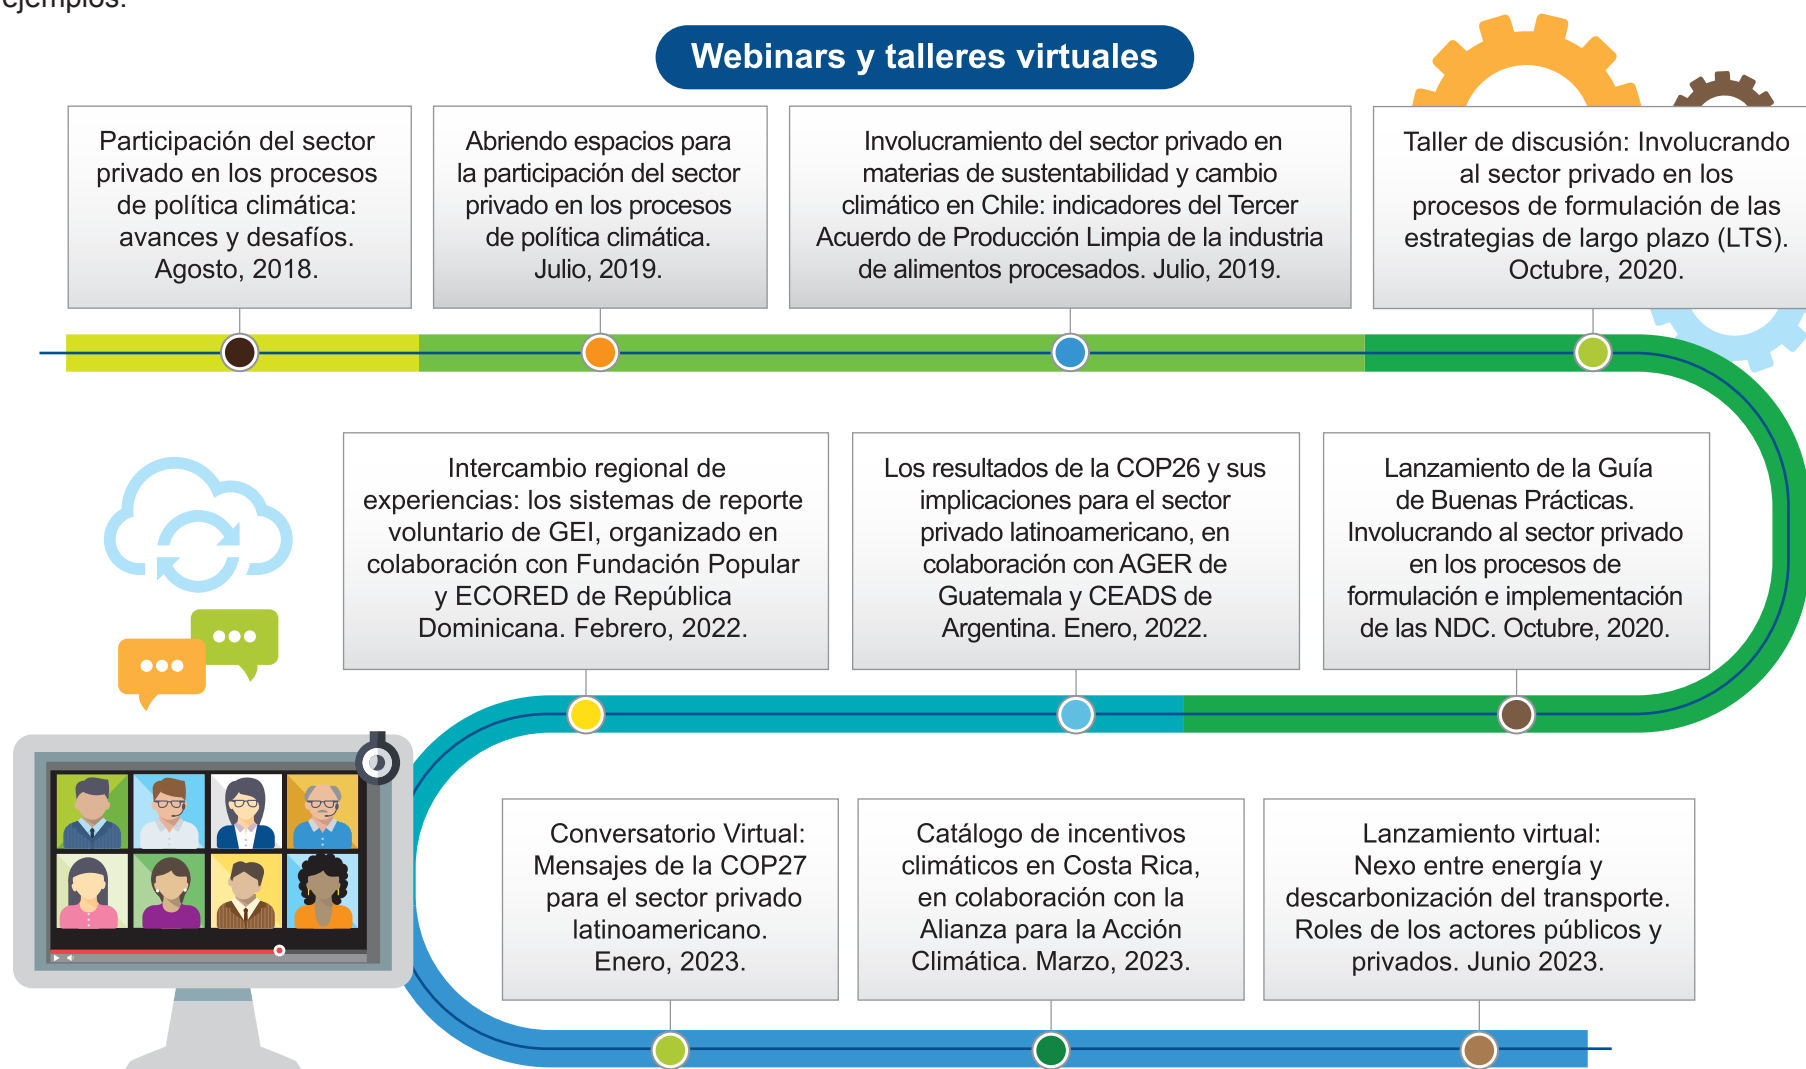 ejemplos:
Webinars y talleres virtuales
Participación del sector
privado en los procesos
de política climática:
avances y desafíos.
Agosto, 2018.
Abriendo espacios para
la participación del sector
privado en los procesos
de política climática.
Julio, 2019.
Involucramiento del sector privado en
materias de sustentabilidad y cambio
climático en Chile: indicadores del Tercer
Acuerdo de Producción Limpia de la industria
de alimentos procesados. Julio, 2019.
Taller de discusión: Involucrando
al sector privado en los
procesos de formulación de las
estrategias de largo plazo (LTS).
Octubre, 2020.
Lanzamiento de la Guía
de Buenas Prácticas.
Involucrando al sector privado
en los procesos de
formulación e implementación
de las NDC. Octubre, 2020.
Los resultados de la COP26 y sus
implicaciones para el sector
privado latinoamericano, en
colaboración con AGER de
Guatemala y CEADS de
Argentina. Enero, 2022.
Intercambio regional de
experiencias: los sistemas de reporte
voluntario de GEI, organizado en
colaboración con Fundación Popular
y ECORED de República
Dominicana. Febrero, 2022.
Conversatorio Virtual:
Mensajes de la COP27
para el sector privado
latinoamericano.
Enero, 2023.
Catálogo de incentivos
climáticos en Costa Rica,
en colaboración con la
Alianza para la Acción
Climática. Marzo, 2023.
Lanzamiento virtual:
Nexo entre energía y
descarbonización del transporte.
Roles de los actores públicos y
privados. Junio 2023.